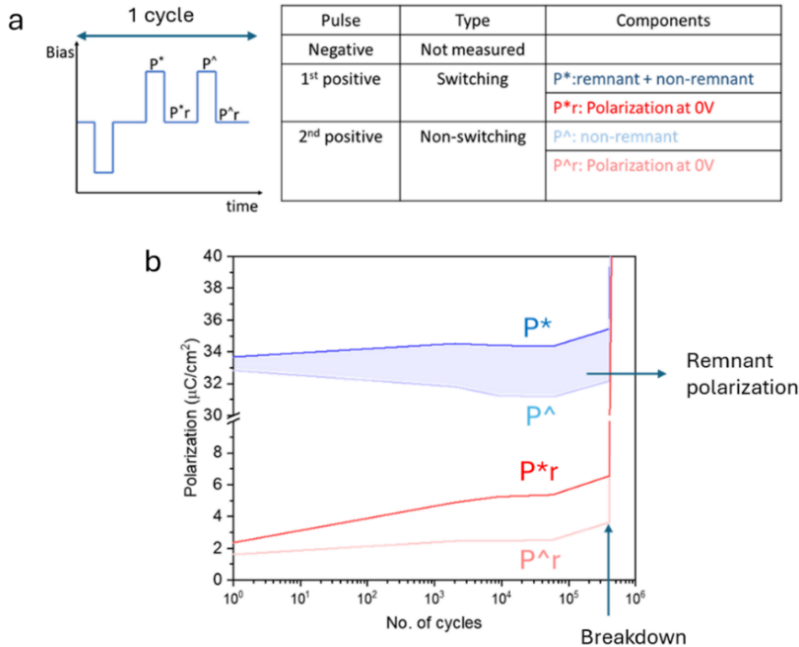 a
1 cycle
Bias
P*
P^
P*r
P^r
time
Pulse Type Components
Negative Not measured
1st positive Switching P*:remnant + non-remnant
P*r: Polarization at 0V
2nd positive Non-switching P^: non-remnant
P^r: Polarization at 0V
b
Polarization (μC/cm²)
40
38
36
34
32
30
8
6
4
2
0
P*
P^
P*r
P^r
Remnant
polarization
10⁰ 10¹ 10² 10³ 10⁴ 10⁵ 10⁶
No. of cycles
Breakdown